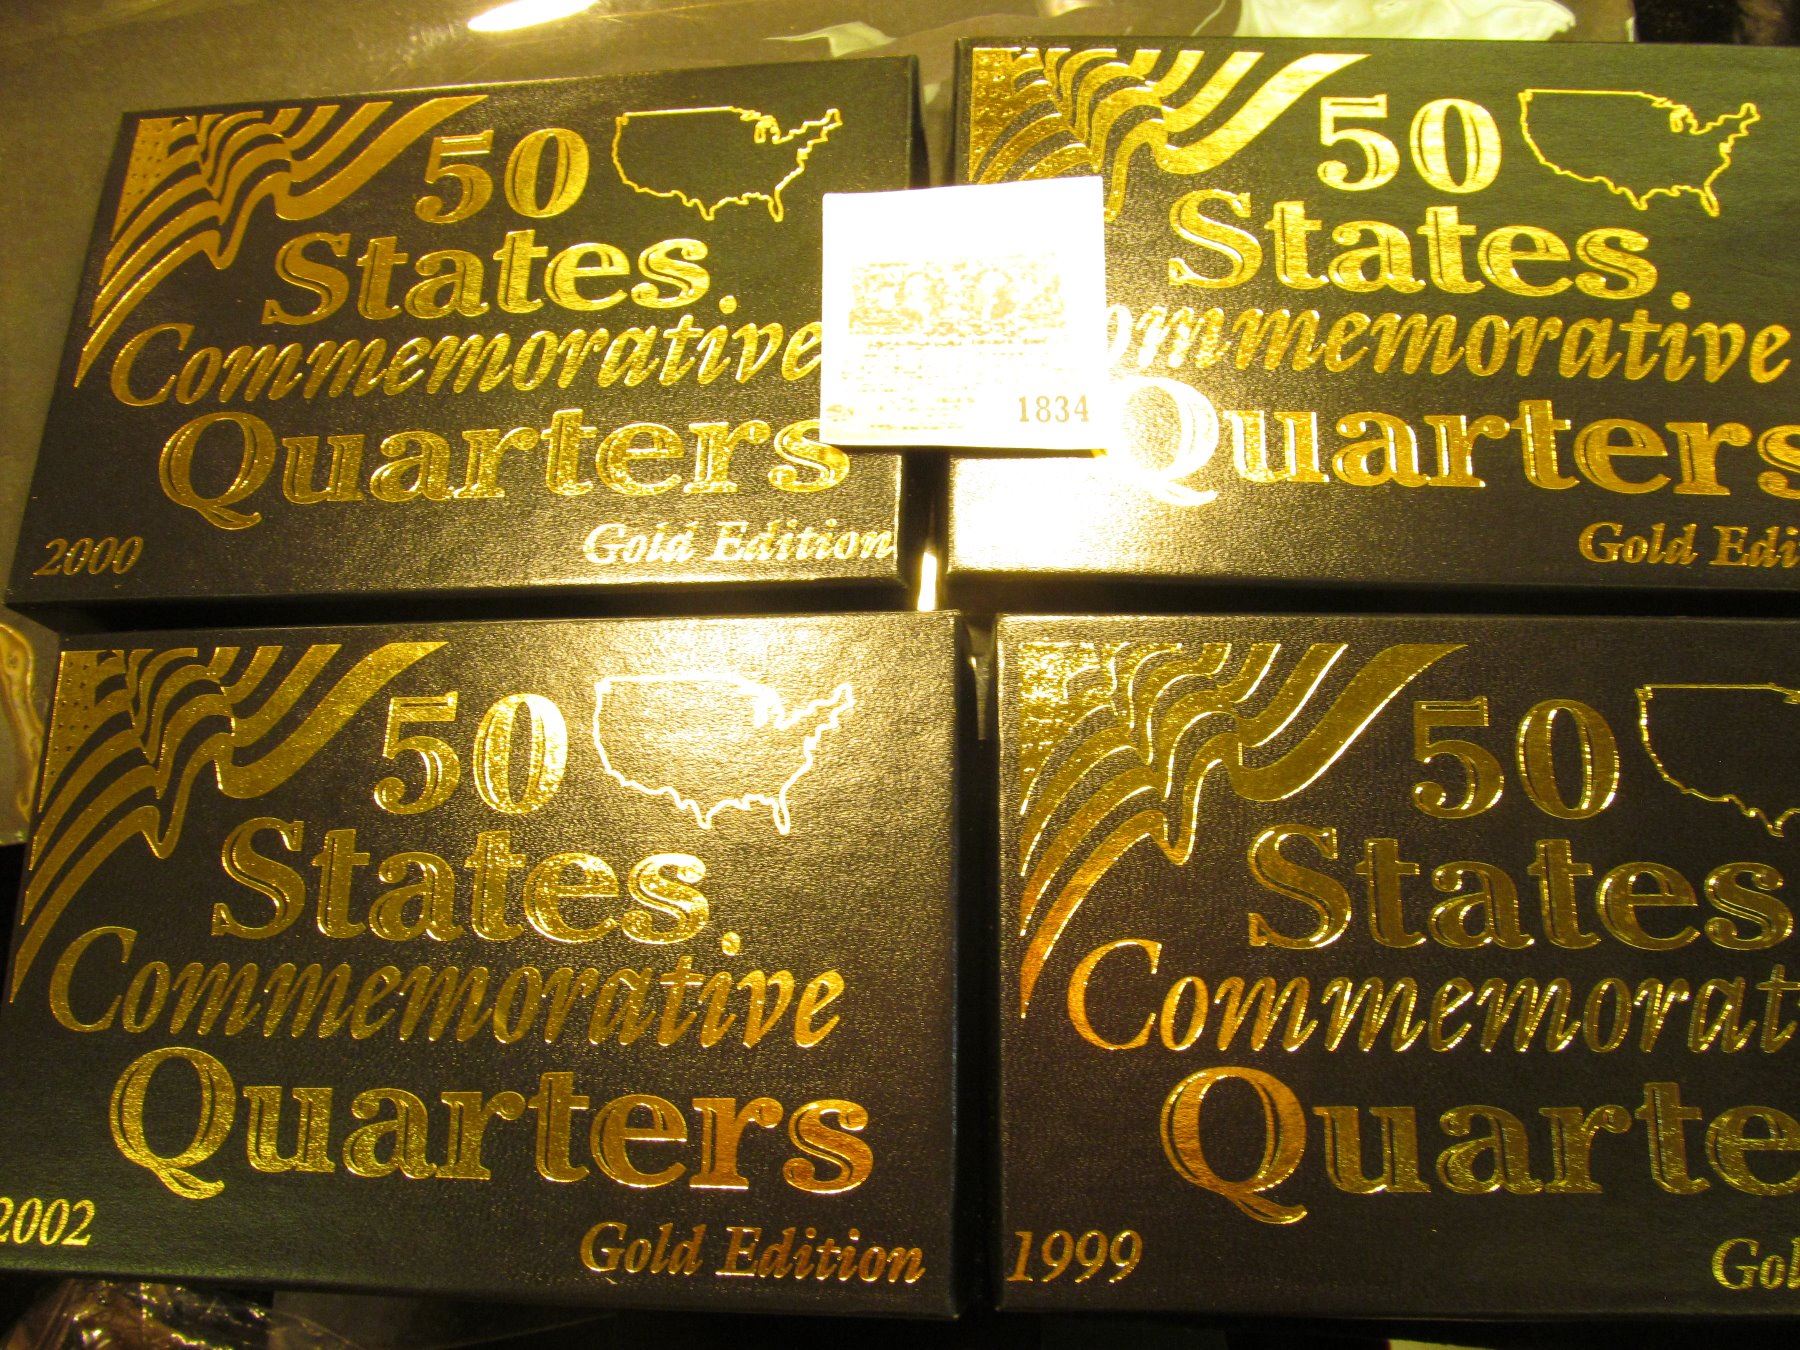 50
States
Commemorative
Quarters
2000
Gold Edition
50
States
Commemorative
Quarters
Gold Edi
1834
50
States
Commemorative
Quarters
2002
Gold Edition
50
States
Commemorat
Quarte
1999
Gol